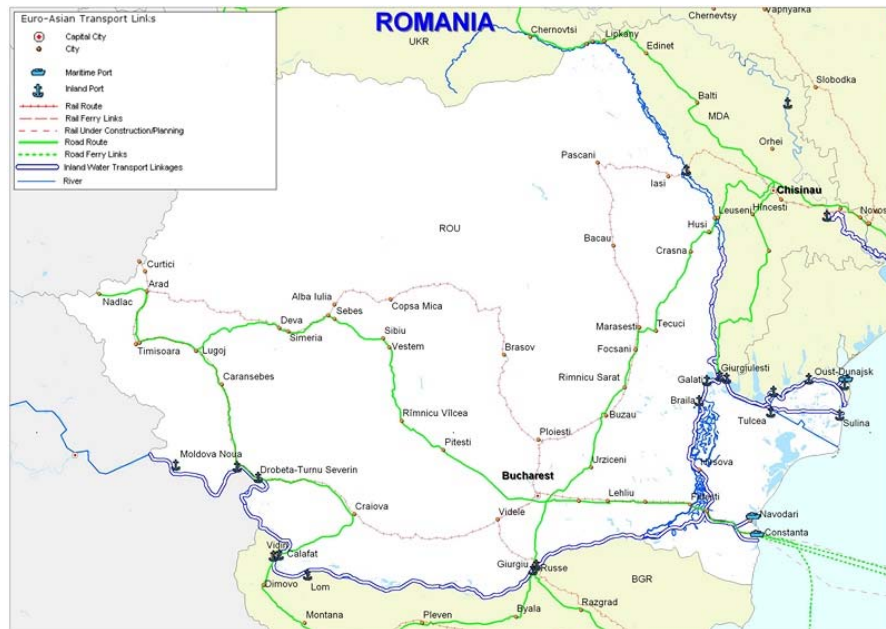 ROMANIA
Euro-Asian Transport Links
Capital City
City
Maritime Port
Inland Port
Rail Route
Rail Ferry Links
Rail Under Construction/Planning
Road Route
Road Ferry Links
Inland Water Transport Linkages
River
UKR
Chernovtsi
Lipkany
Edinet
Chernevtsy
Vapnyarka
Slobodka
Balti
MDA
Orhei
Pascani
Iasi
Chisinau
Leuseni
Hincesti
Novos
Husi
ROU
Bacau
Crasna
Curtici
Arad
Nadlac
Alba Iulia
Copsa Mica
Sebes
Deva
Simeria
Sibiu
Vestem
Marasesti
Tecuci
Timisoara
Lugoj
Brasov
Focsani
Caransebes
Rimnicu Sarat
Galati
Giurgiulesti
Oust-Dunajsk
Braila
Tulcea
Sulina
Rîmnicu Vîlcea
Buzau
Pitesti
Ploiesti
Moldova Noua
Drobeta-Turnu Severin
Urziceni
Bucharest
Hysova
Lehliu
Craiova
Videle
Navodari
Constanta
Calafat
Giurgiu
Russe
Dimovo
Lom
BGR
Montana
Pleven
Byala
Razgrad